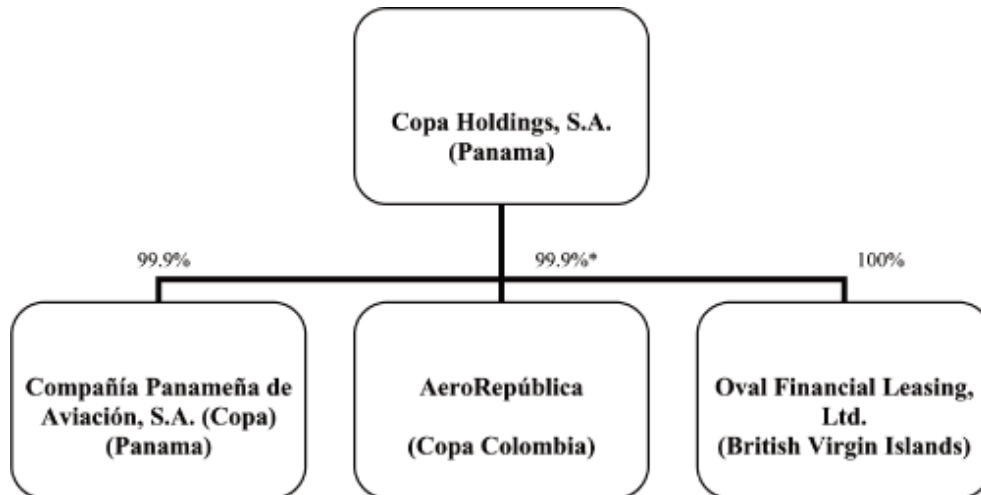 Copa Holdings, S.A.
(Panama)
99.9%
99.9%*
100%
Compañía Panameña de
Aviación, S.A. (Copa)
(Panama)
AeroRepública
(Copa Colombia)
Oval Financial Leasing,
Ltd.
(British Virgin Islands)